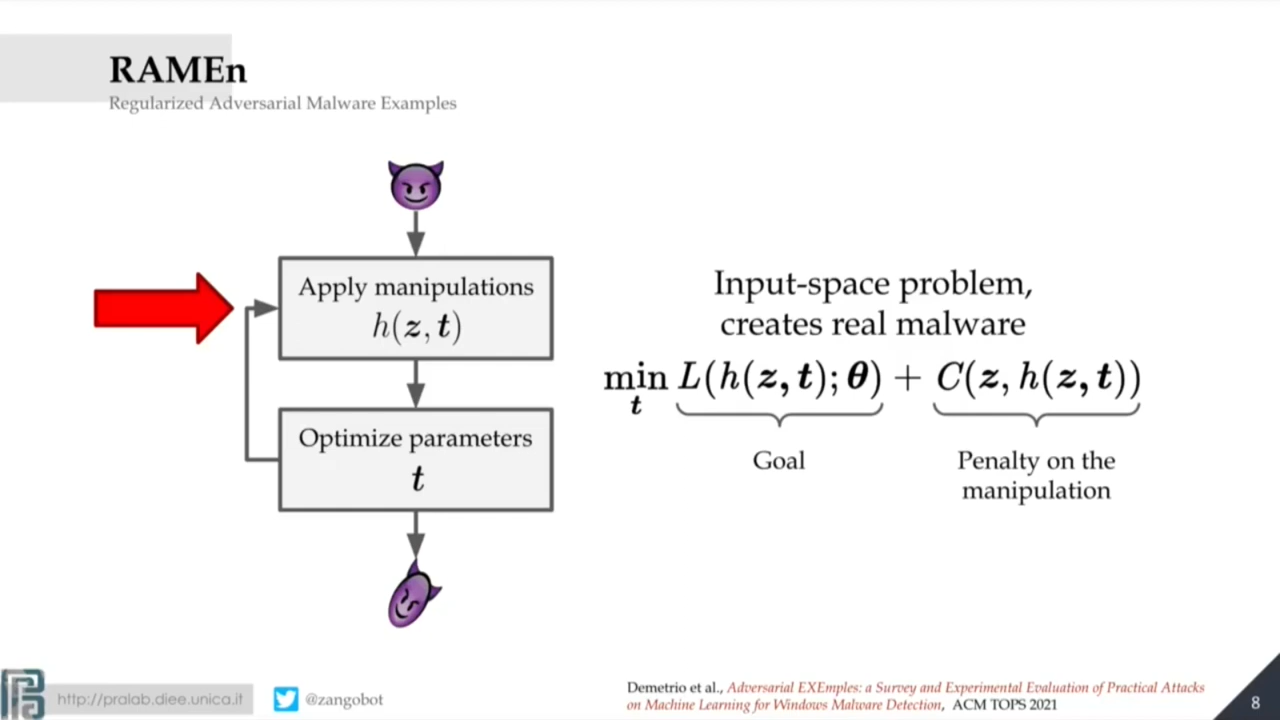 RAMEn
Regularized Adversarial Malware Examples
Apply manipulations
h(z, t)
Optimize parameters
t
Input-space problem,
creates real malware
min L(h(z, t); θ) + C(z, h(z, t))
t
Goal
Penalty on the
manipulation
http://pralab.diee.unica.it
@zangobot
Demetrio et al., Adversarial EXEmples: a Survey and Experimental Evaluation of Practical Attacks
on Machine Learning for Windows Malware Detection, ACM TOPS 2021
8